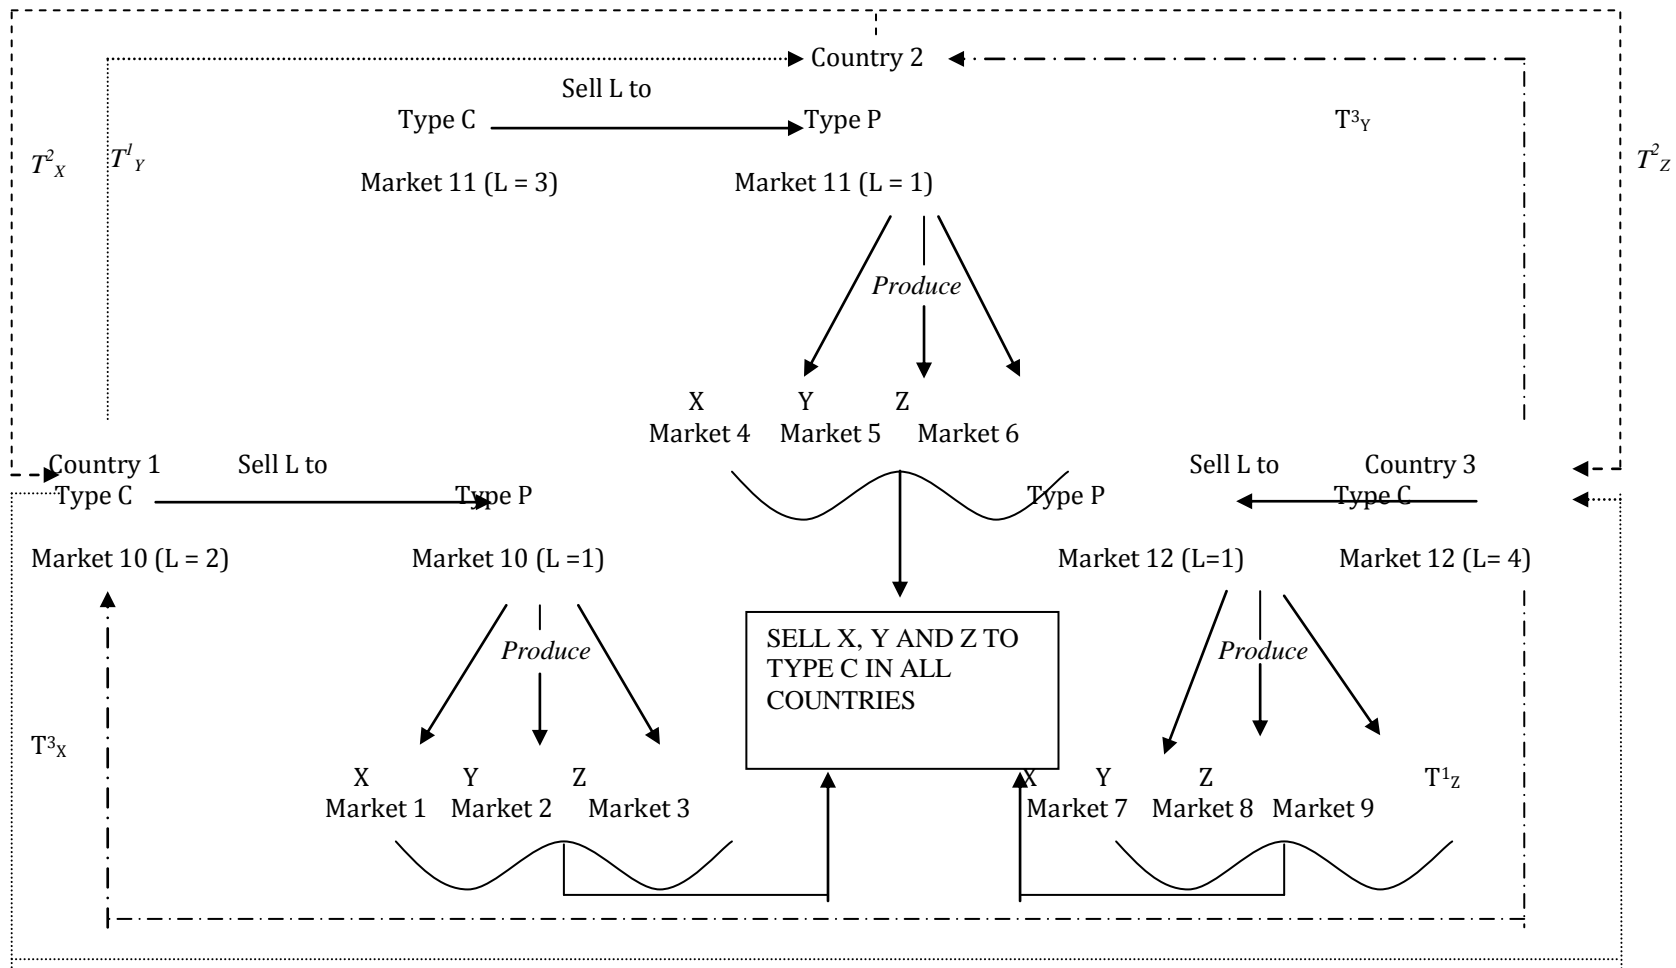 Country 2
Sell L to
Type C Type P
T³Y
T²X T¹Y T²Z
Market 11 (L = 3) Market 11 (L = 1)
Produce
X Y Z
Market 4 Market 5 Market 6
Country 1 Sell L to Sell L to Country 3
Type C Type P Type P Type C
Market 10 (L = 2) Market 10 (L =1) Market 12 (L=1) Market 12 (L= 4)
SELL X, Y AND Z TO
TYPE C IN ALL
COUNTRIES
Produce Produce
T³X
X Y Z X Y Z T¹Z
Market 1 Market 2 Market 3 Market 7 Market 8 Market 9